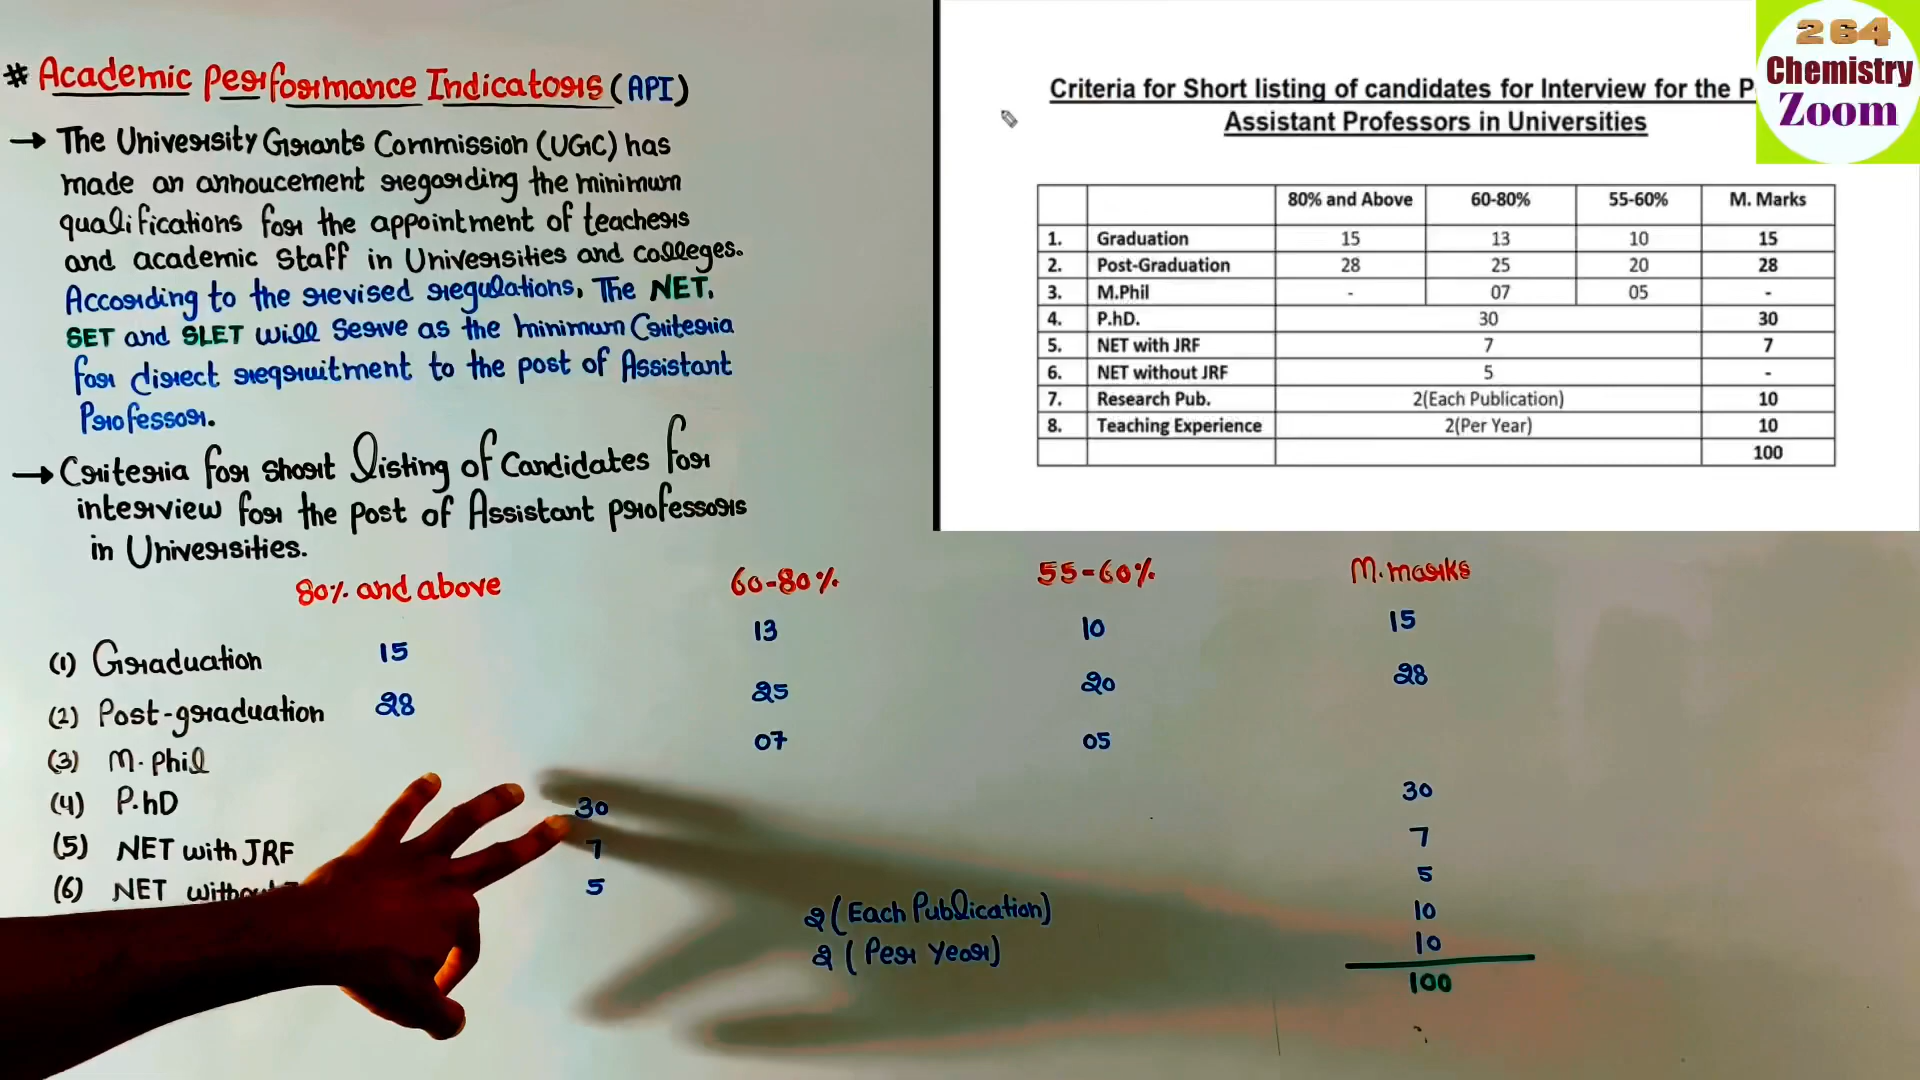 # Academic Performance Indicators (API)
→ The University Grants Commission (UGC) has
made an annoucement regarding the minimum
qualifications for the appointment of teachers
and academic Staff in Universities and colleges.
According to the revised regulations, The NET,
SET and SLET will Serve as the minimum Criteria
for direct reqruitment to the post of Assistant
Professor.
→ Criteria for short listing of Candidates for
interview for the post of Assistant professors
in Universities.
80% and above 60-80% 55-60% M. marks
(1) Graduation 15 13 10 15
(2) Post-graduation 28 25 20 28
(3) M. phil 07 05
(4) P.hD 30 30
(5) NET with JRF 7 7
(6) NET 5 5
2 (Each Publication) 10
2 (Per Year) 10
100
Criteria for Short listing of candidates for Interview for the P
Assistant Professors in Universities
80% and Above 60-80% 55-60% M. Marks
1. Graduation 15 13 10 15
2. Post-Graduation 28 25 20 28
3. M.Phil - 07 05 -
4. P.hD. 30 30
5. NET with JRF 7 7
6. NET without JRF 5 -
7. Research Pub. 2(Each Publication) 10
8. Teaching Experience 2(Per Year) 10
100
264
Chemistry
Zoom